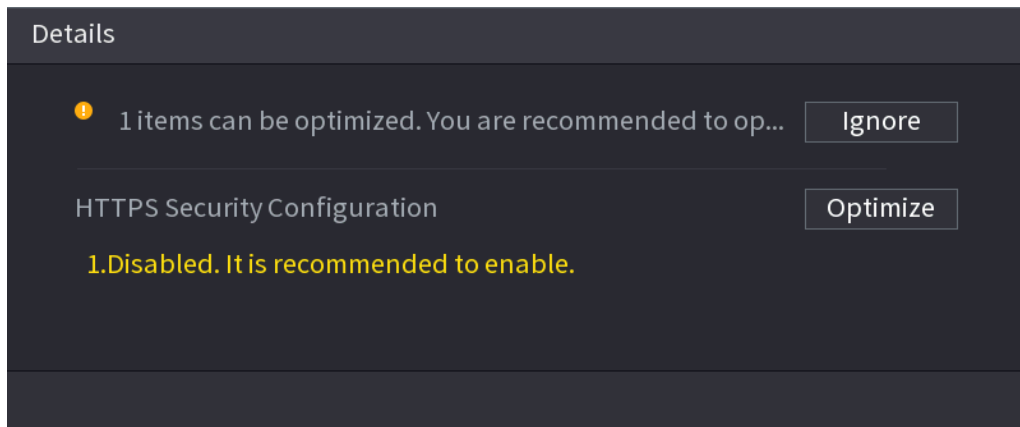 Details
1 items can be optimized. You are recommended to op...
Ignore
HTTPS Security Configuration
Optimize
1.Disabled. It is recommended to enable.